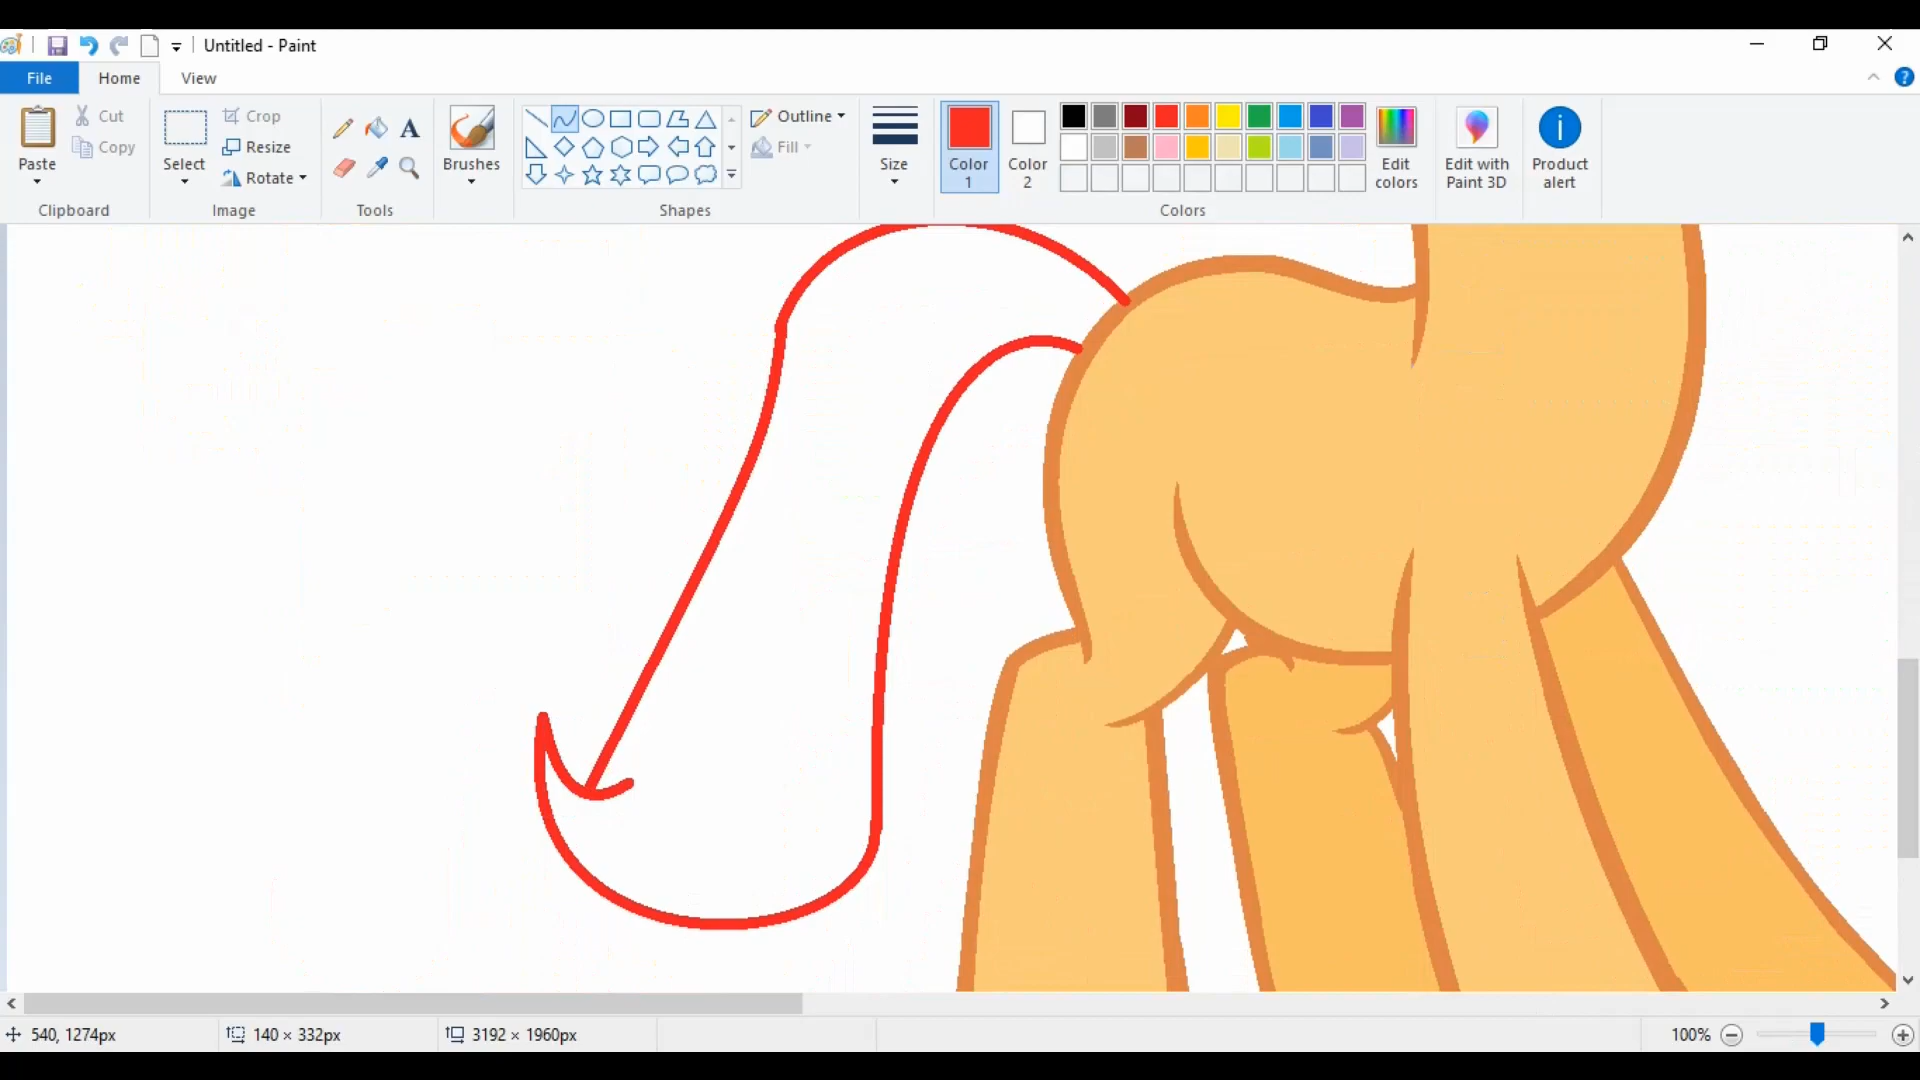 Untitled - Paint
File Home View
Paste Cut Copy Clipboard
Select Crop Resize Rotate Image
A Tools
Brushes
Shapes Outline Fill
Size
Color 1 Color 2 Colors Edit colors
Edit with Paint 3D
Product alert
540, 1274px 140 × 332px 3192 × 1960px 100%